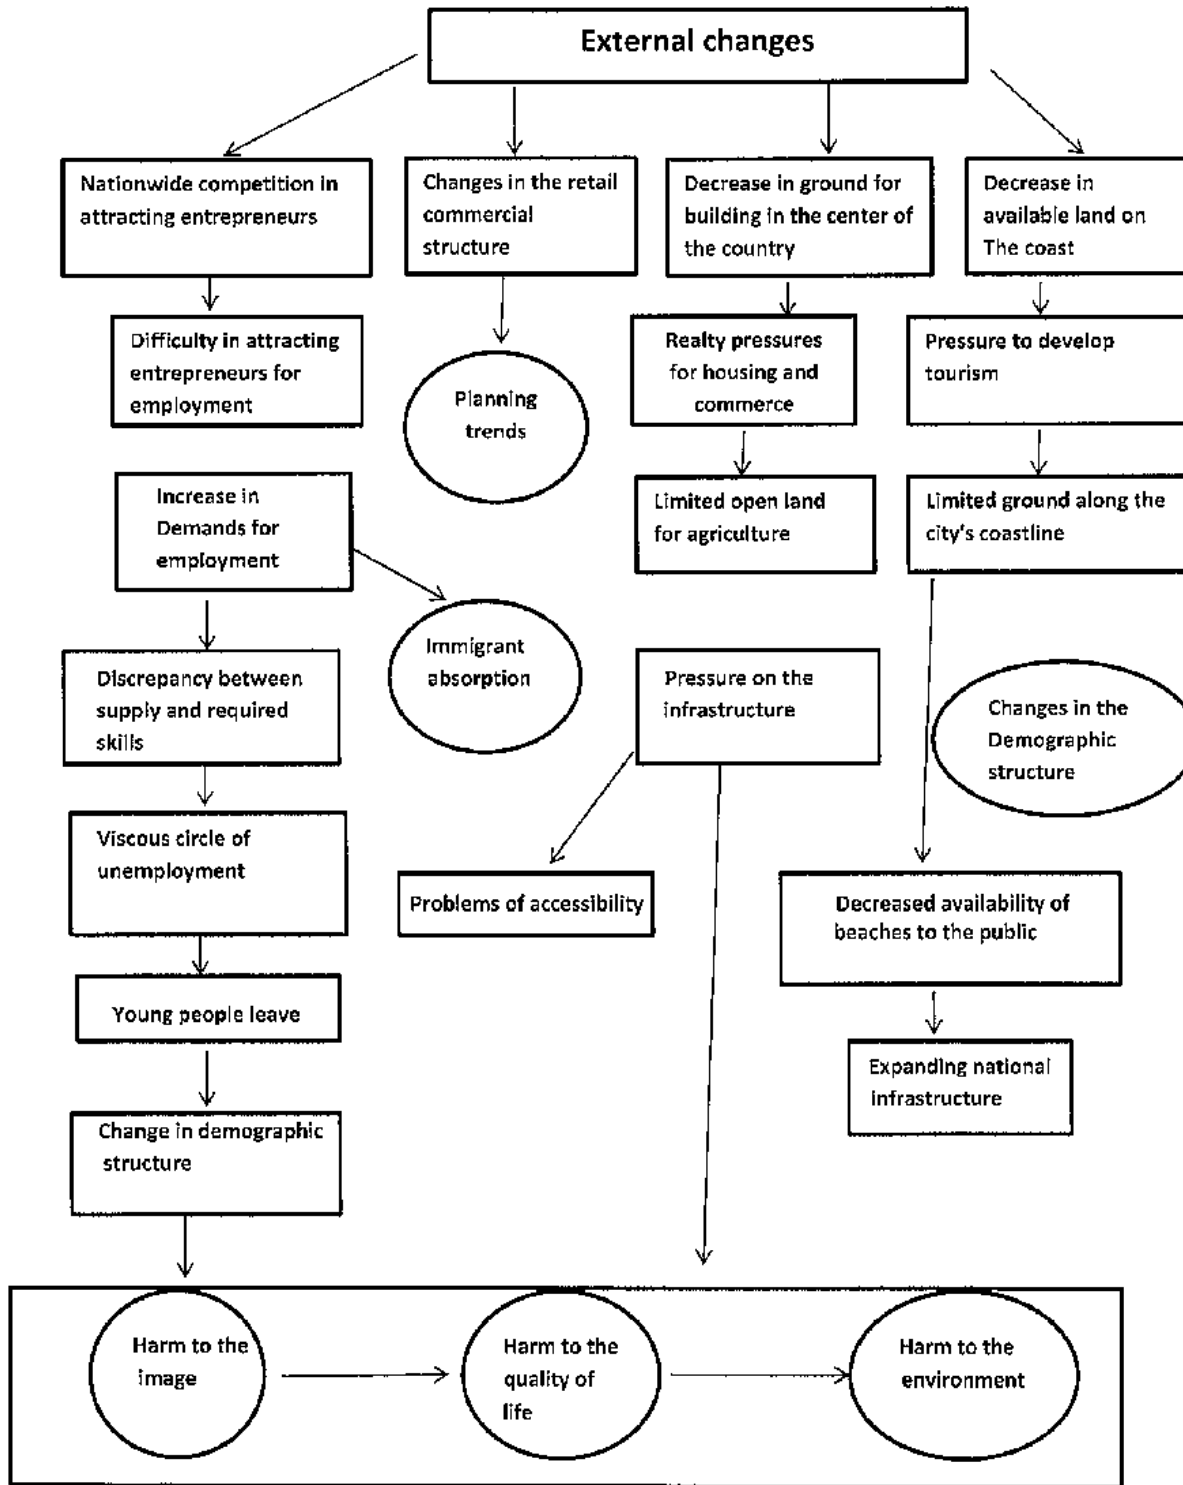 External changes
Nationwide competition in
attracting entrepreneurs
Changes in the retail
commercial
structure
Decrease in ground for
building in the center of
the country
Decrease in
available land on
The coast
Difficulty in attracting
entrepreneurs for
employment
Planning
trends
Realty pressures
for housing and
commerce
Pressure to develop
tourism
Increase in
Demands for
employment
Limited open land
for agriculture
Limited ground along the
city's coastline
Immigrant
absorption
Discrepancy between
supply and required
skills
Pressure on the
infrastructure
Changes in the
Demographic
structure
Viscous circle of
unemployment
Problems of accessibility
Decreased availability of
beaches to the public
Young people leave
Expanding national
infrastructure
Change in demographic
structure
Harm to the
image
Harm to the
quality of
life
Harm to the
environment